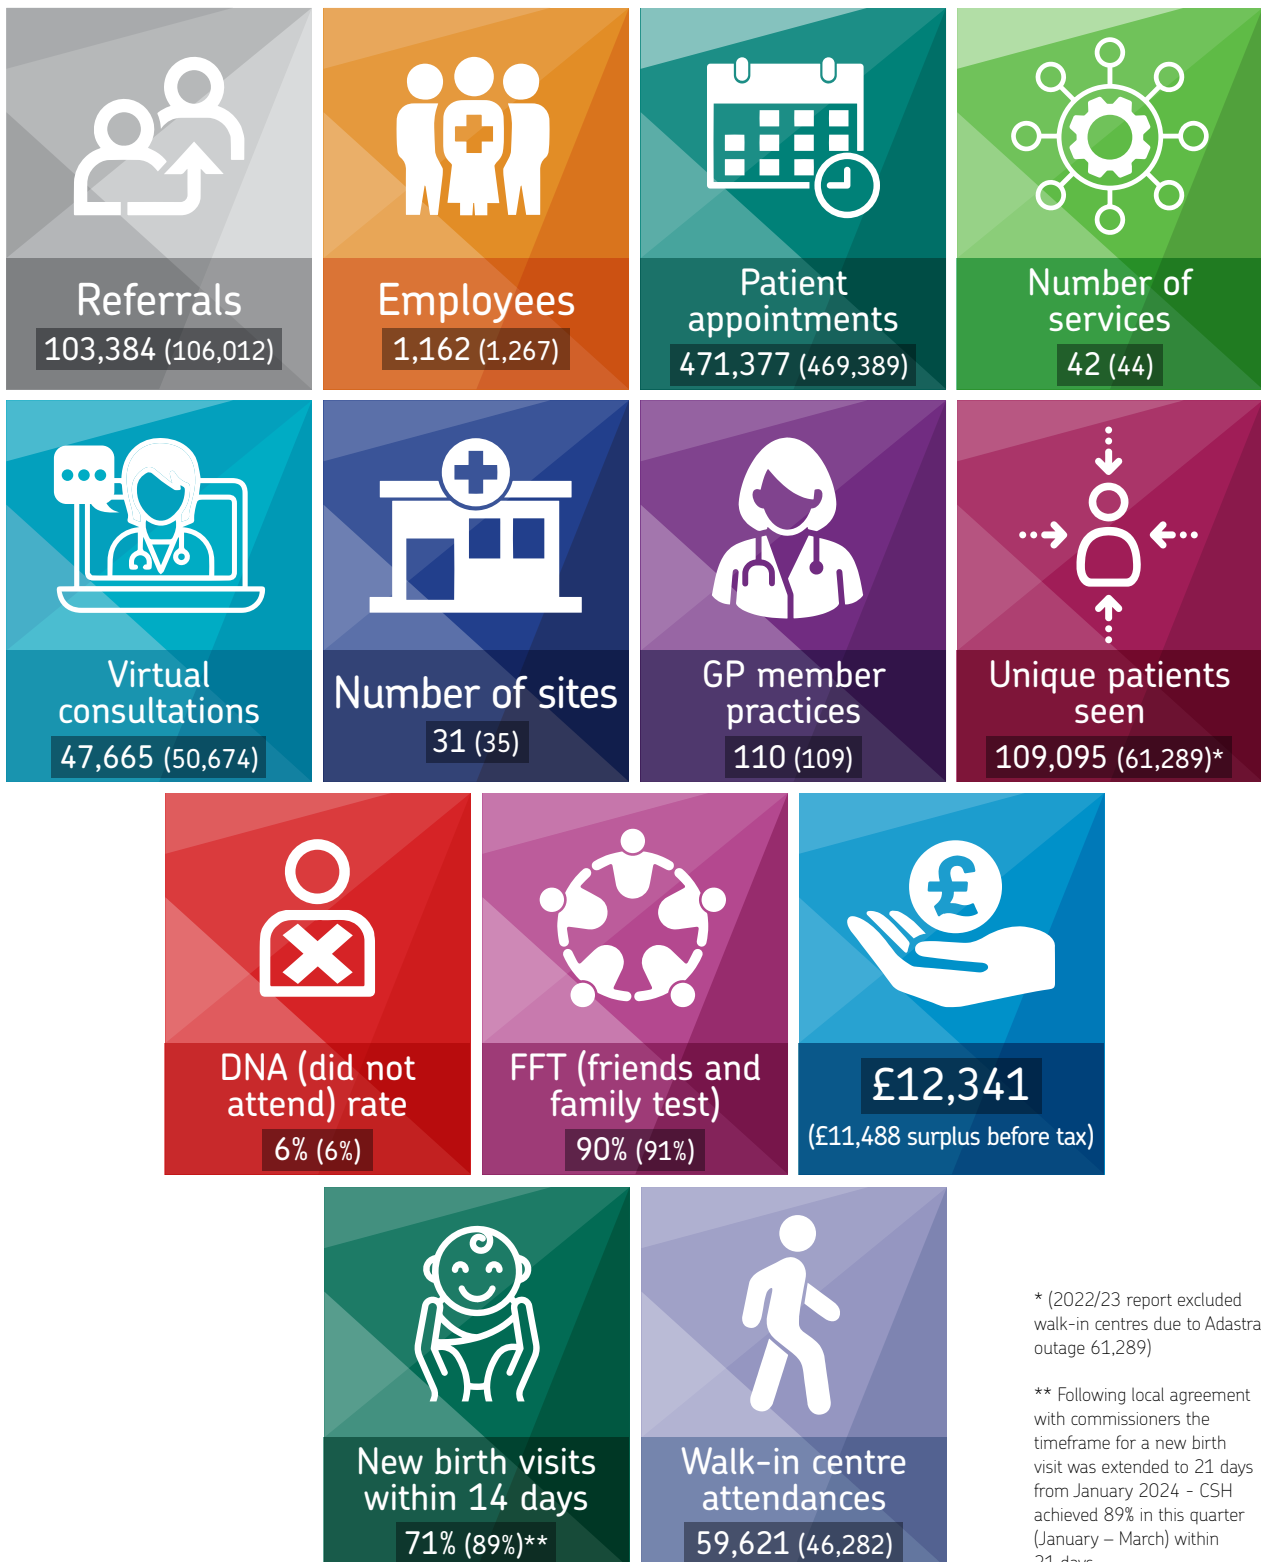 Referrals
103,384 (106,012)
Employees
1,162 (1,267)
Patient
appointments
471,377 (469,389)
Number of
services
42 (44)
Virtual
consultations
47,665 (50,674)
Number of sites
31 (35)
GP member
practices
110 (109)
Unique patients
seen
109,095 (61,289)*
DNA (did not
attend) rate
6% (6%)
FFT (friends and
family test)
90% (91%)
£
£12,341
(£11,488 surplus before tax)
New birth visits
within 14 days
71% (89%)**
Walk-in centre
attendances
59,621 (46,282)
* (2022/23 report excluded
walk-in centres due to Adastra
outage 61,289)
** Following local agreement
with commissioners the
timeframe for a new birth
visit was extended to 21 days
from January 2024 - CSH
achieved 89% in this quarter
(January – March) within
21 days